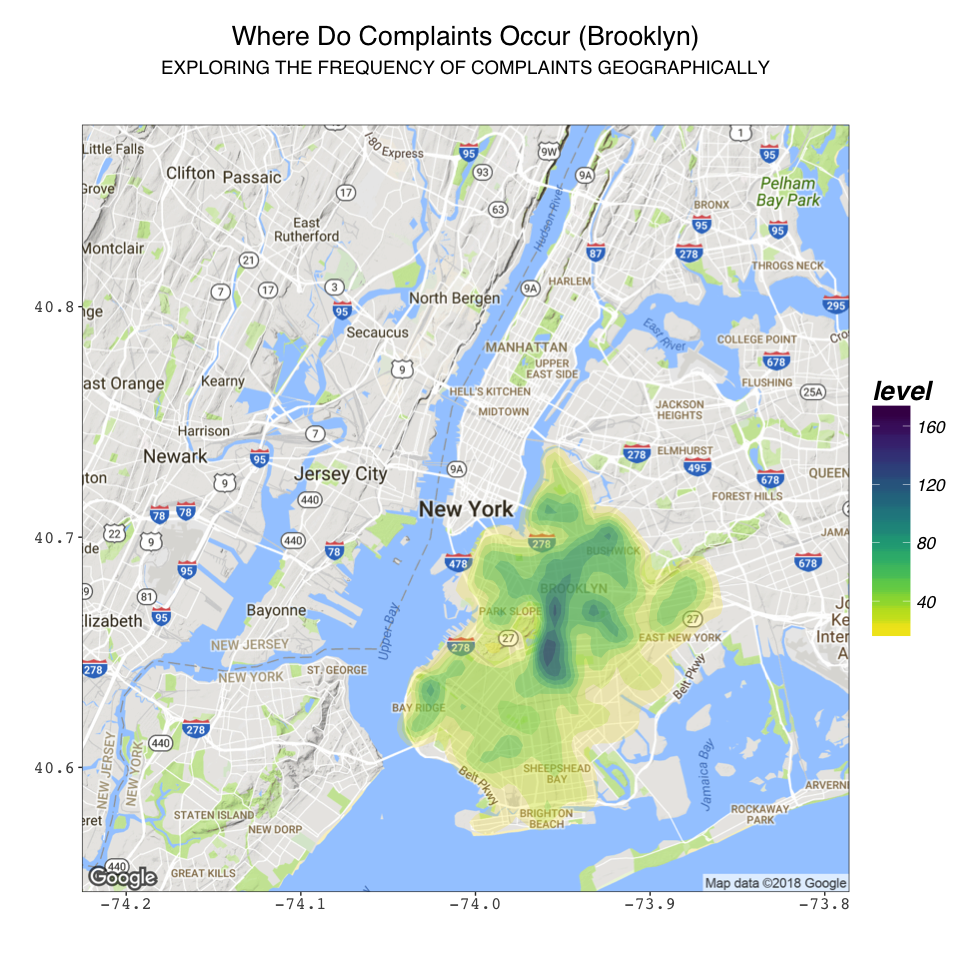 Where Do Complaints Occur (Brooklyn)
EXPLORING THE FREQUENCY OF COMPLAINTS GEOGRAPHICALLY
Little Falls
I-80 Express
95
9W
1
95
93
9A
Clifton
Passaic
Grove
17
63
Pelham
Bay Park
BRONX
East
Rutherford
Hudson River
95
95
278
87
Montclair
21
THROGS NECK
7
17
3
9A
HARLEM
295
40.8
North Bergen
nge
95
East River
Secaucus
COLLEGE POINT
Cro
MANHATTAN
678
UPPER
EAST SIDE
9
ast Orange
Kearny
HELL'S KITCHEN
FLUSHING
25A
MIDTOWN
JACKSON
HEIGHTS
Harrison
7
Newark
95
9A
278
ELMHURST
495
Jersey City
678
QUEEN
ton
9
440
FOREST HILLS
New York
78
78
22
9
JAMA
40.7
de
440
78
278
BUSHWICK
478
678
95
BROOKLYN
9
81
Bayonne
PARK SLOPE
lizabeth
95
27
27
EAST NEW YORK
Upper Bay
NEW JERSEY
278
278
ST. GEORGE
NEW YORK
Belt Pkwy
BAY RIDGE
278
440
Jamaica Bay
40.6
NEW JERSEY
NEW YORK
Belt Pkwy
SHEEPSHEAD
BAY
ARVERNE
ROCKAWAY
PARK
eret
STATEN ISLAND
NEW DORP
BRIGHTON
BEACH
440
GREAT KILLS
Google
Map data ©2018 Google
-74.2
-74.1
-74.0
-73.9
-73.8
level
160
120
80
40